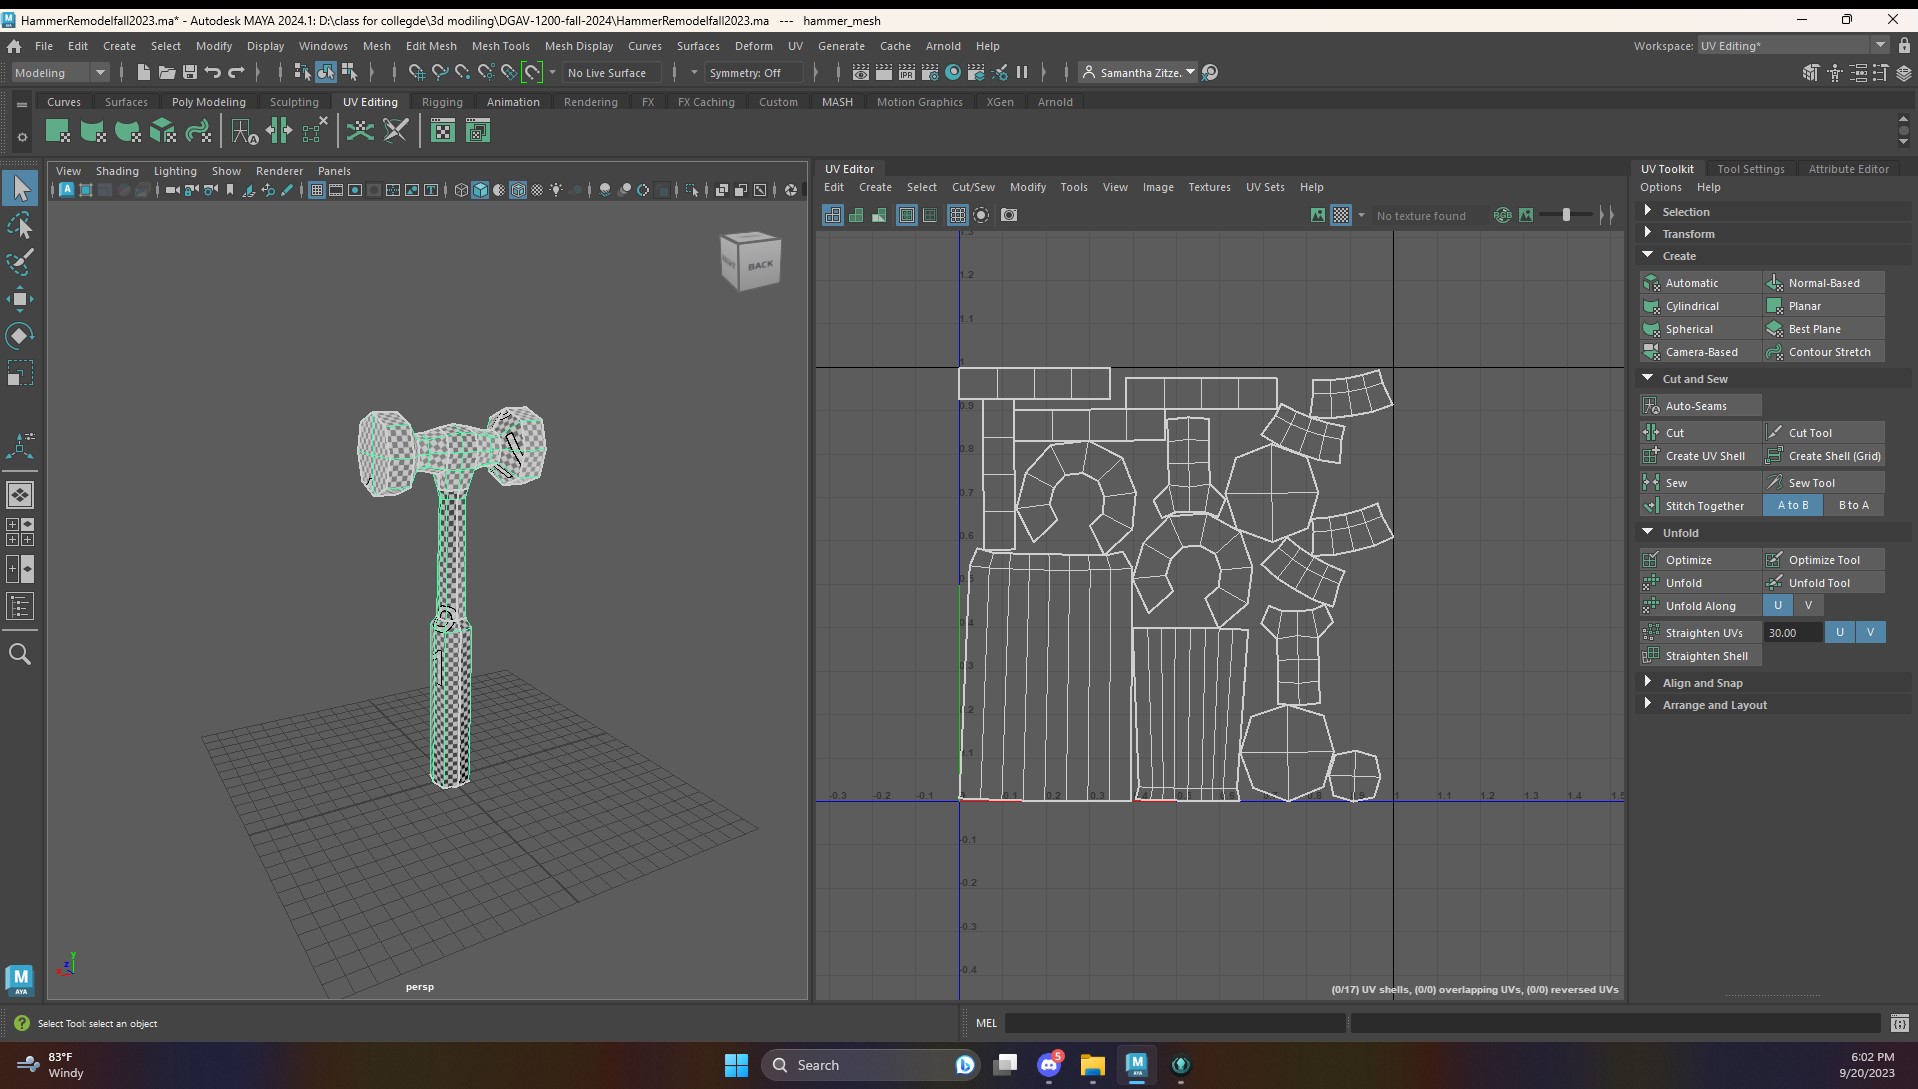 HammerRemodelfall2023.ma* - Autodesk MAYA 2024.1: D:\class for collegde\3d modiling\DGAV-1200-fall-2024\HammerRemodelfall2023.ma --- hammer_mesh
File Edit Create Select Modify Display Windows Mesh Edit Mesh Mesh Tools Mesh Display Curves Surfaces Deform UV Generate Cache Arnold Help
Workspace: UV Editing*
Modeling No Live Surface Symmetry: Off IPR Samantha Zitze.
Curves Surfaces Poly Modeling Sculpting UV Editing Rigging Animation Rendering FX FX Caching Custom MASH Motion Graphics XGen Arnold
View Shading Lighting Show Renderer Panels
BACK
persp
y
z
x
UV Editor
Edit Create Select Cut/Sew Modify Tools View Image Textures UV Sets Help
No texture found
RGB
1.3
1.2
1.1
1
0.9
0.8
0.7
0.6
0.5
0.4
0.3
0.2
0.1
-0.3 -0.2 -0.1 0.1 0.2 0.3 0.4 0.5 0.6 0.7 0.8 0.9 1 1.1 1.2 1.3 1.4 1.5
-0.1
-0.2
-0.3
-0.4
(0/17) UV shells, (0/0) overlapping UVs, (0/0) reversed UVs
UV Toolkit Tool Settings Attribute Editor
Options Help
Selection
Transform
Create
Automatic Normal-Based
Cylindrical Planar
Spherical Best Plane
Camera-Based Contour Stretch
Cut and Sew
Auto-Seams
Cut Cut Tool
Create UV Shell Create Shell (Grid)
Sew Sew Tool
Stitch Together A to B B to A
Unfold
Optimize Optimize Tool
Unfold Unfold Tool
Unfold Along U V
Straighten UVs 30.00 U V
Straighten Shell
Align and Snap
Arrange and Layout
M
AYA
Select Tool: select an object
MEL
83°F
Windy
Search
5
6:02 PM
9/20/2023